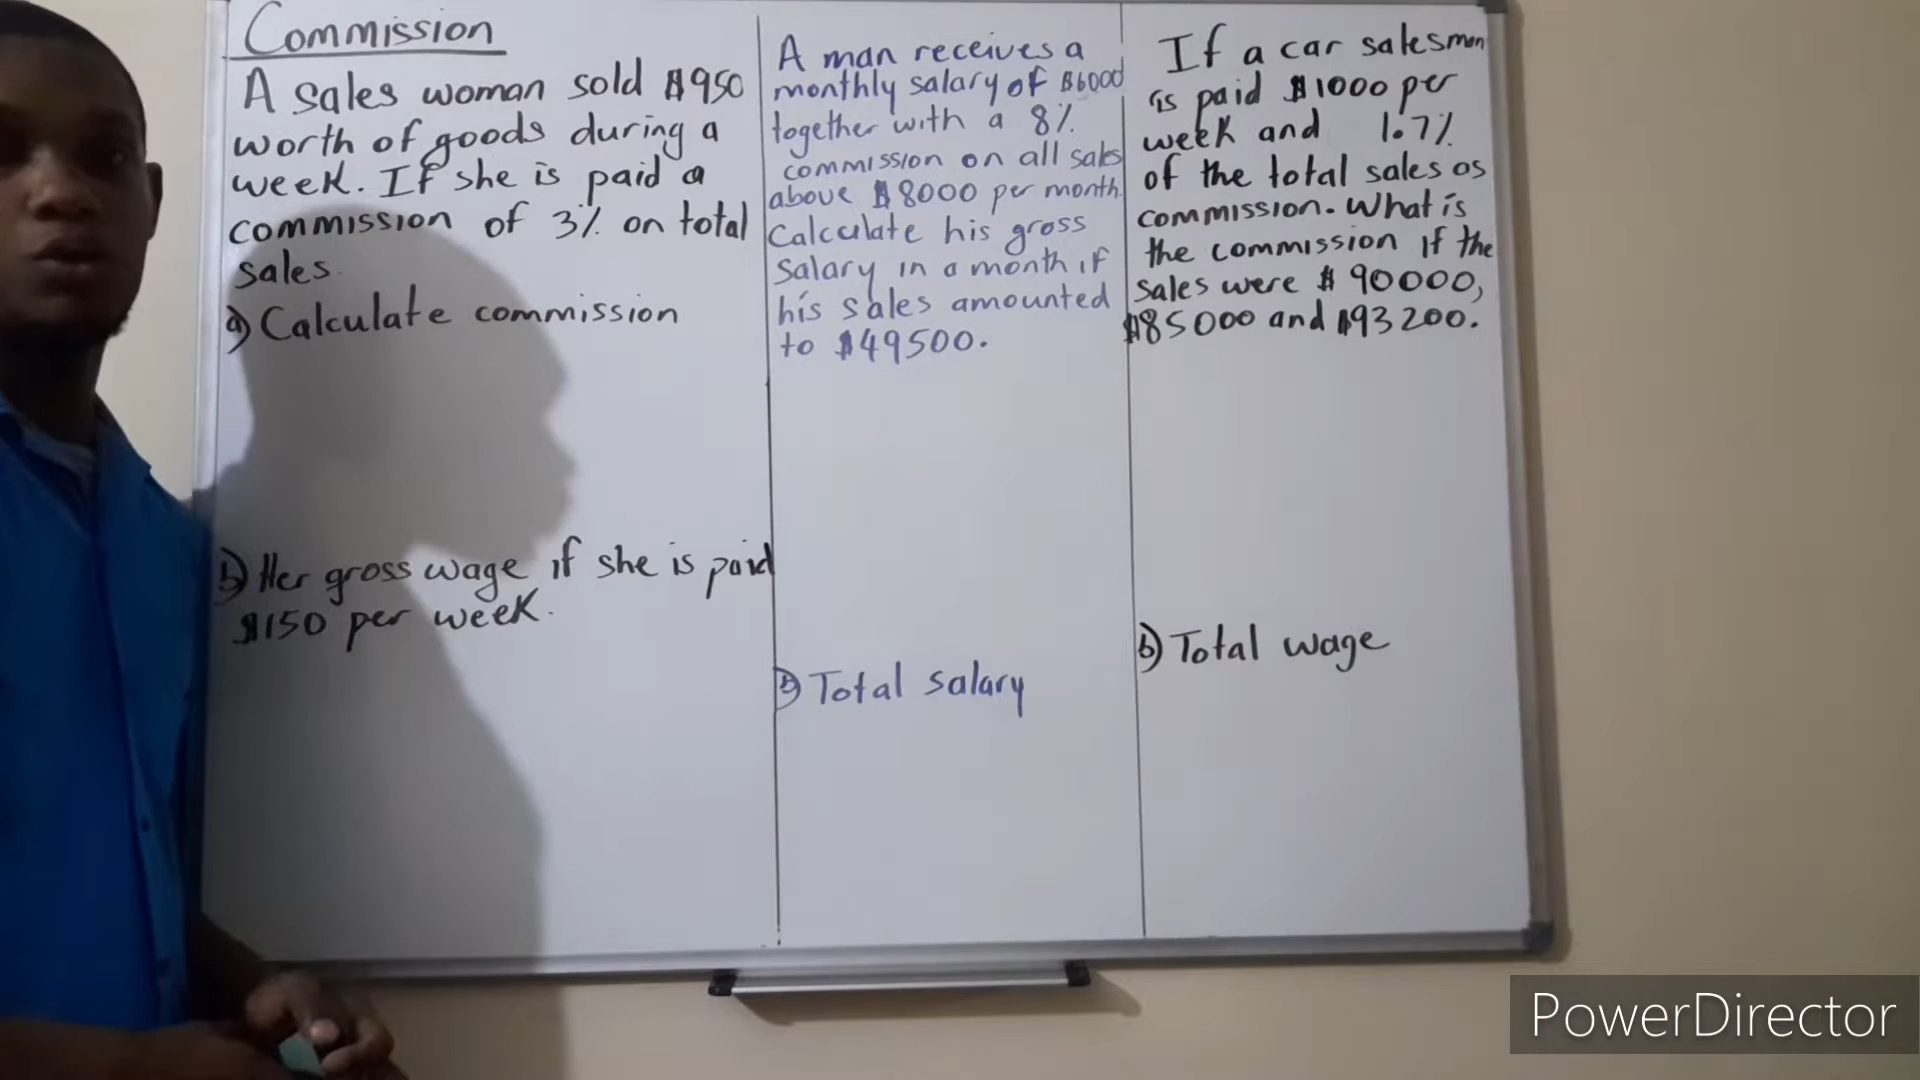 Commission
A sales woman sold $950
worth of goods during a
week. If she is paid a
commission of 3% on total
sales.
a) Calculate commission
b) Her gross wage if she is paid
$150 per week.
A man receives a
monthly salary of $6000
together with a 8%
commission on all sales
above $8000 per month.
Calculate his gross
salary in a month if
his sales amounted
to $49500.
b) Total salary
If a car salesman
is paid $1000 per
week and 1.7%
of the total sales as
commission. What is
the commission if the
sales were $90000,
$85000 and $93200.
b) Total wage
PowerDirector